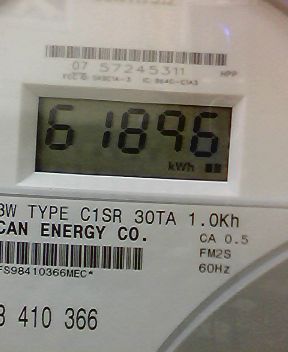 07 57245311 HPP
61896
kWh
3W TYPE C1SR 30TA 1.0Kh
CAN ENERGY CO.
CA 0.5
FM2S
60Hz
FS98410366MEC*
3 410 366